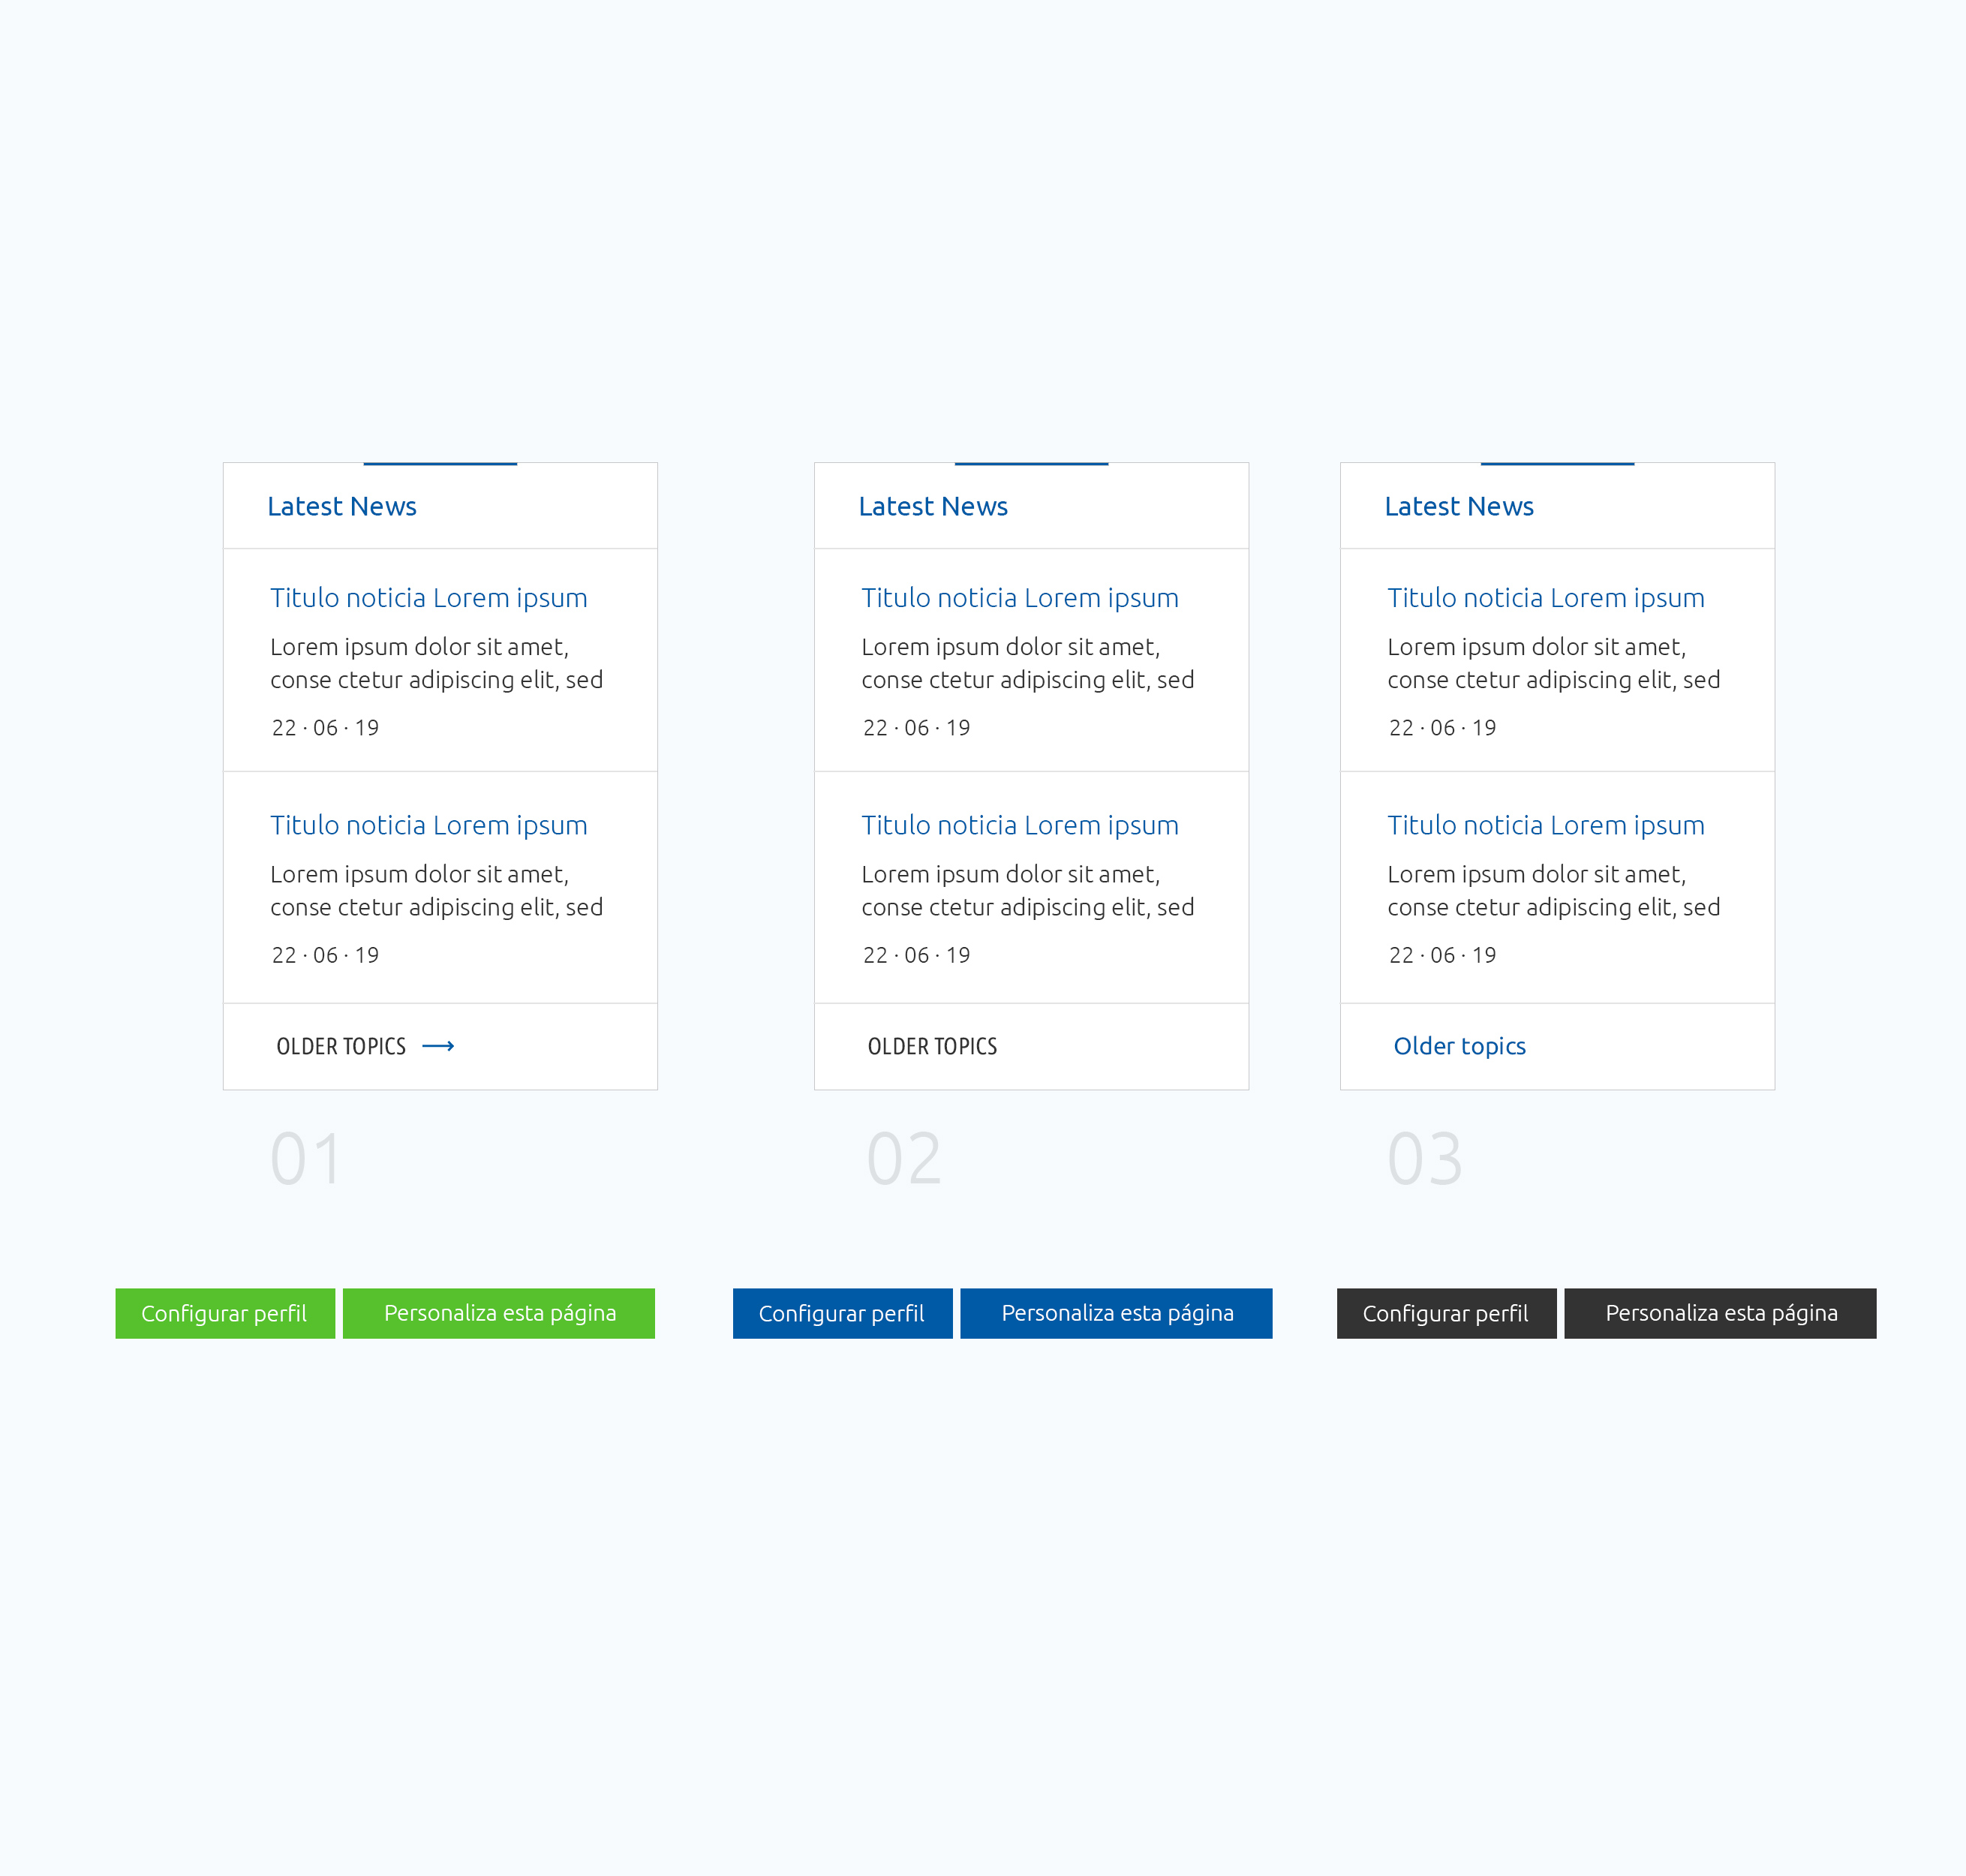 Latest News
Titulo noticia Lorem ipsum
Lorem ipsum dolor sit amet,
conse ctetur adipiscing elit, sed
22 · 06 · 19
Titulo noticia Lorem ipsum
Lorem ipsum dolor sit amet,
conse ctetur adipiscing elit, sed
22 · 06 · 19
OLDER TOPICS
01
Latest News
Titulo noticia Lorem ipsum
Lorem ipsum dolor sit amet,
conse ctetur adipiscing elit, sed
22 · 06 · 19
Titulo noticia Lorem ipsum
Lorem ipsum dolor sit amet,
conse ctetur adipiscing elit, sed
22 · 06 · 19
OLDER TOPICS
02
Latest News
Titulo noticia Lorem ipsum
Lorem ipsum dolor sit amet,
conse ctetur adipiscing elit, sed
22 · 06 · 19
Titulo noticia Lorem ipsum
Lorem ipsum dolor sit amet,
conse ctetur adipiscing elit, sed
22 · 06 · 19
Older topics
03
Configurar perfil
Personaliza esta página
Configurar perfil
Personaliza esta página
Configurar perfil
Personaliza esta página